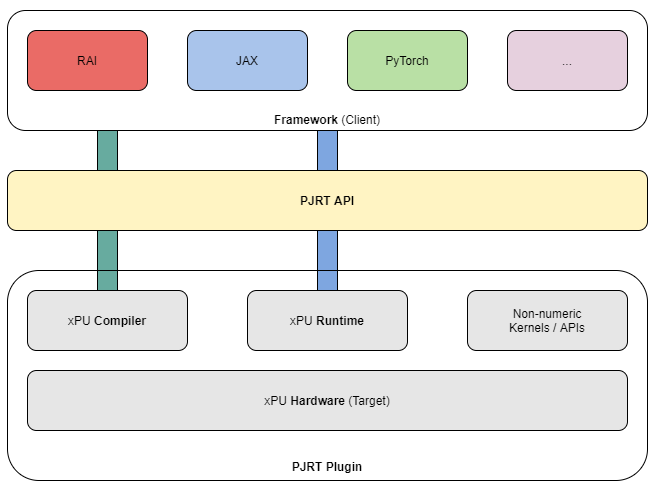 RAI
JAX
PyTorch
...
Framework (Client)
PJRT API
xPU Compiler
xPU Runtime
Non-numeric
Kernels / APIs
xPU Hardware (Target)
PJRT Plugin